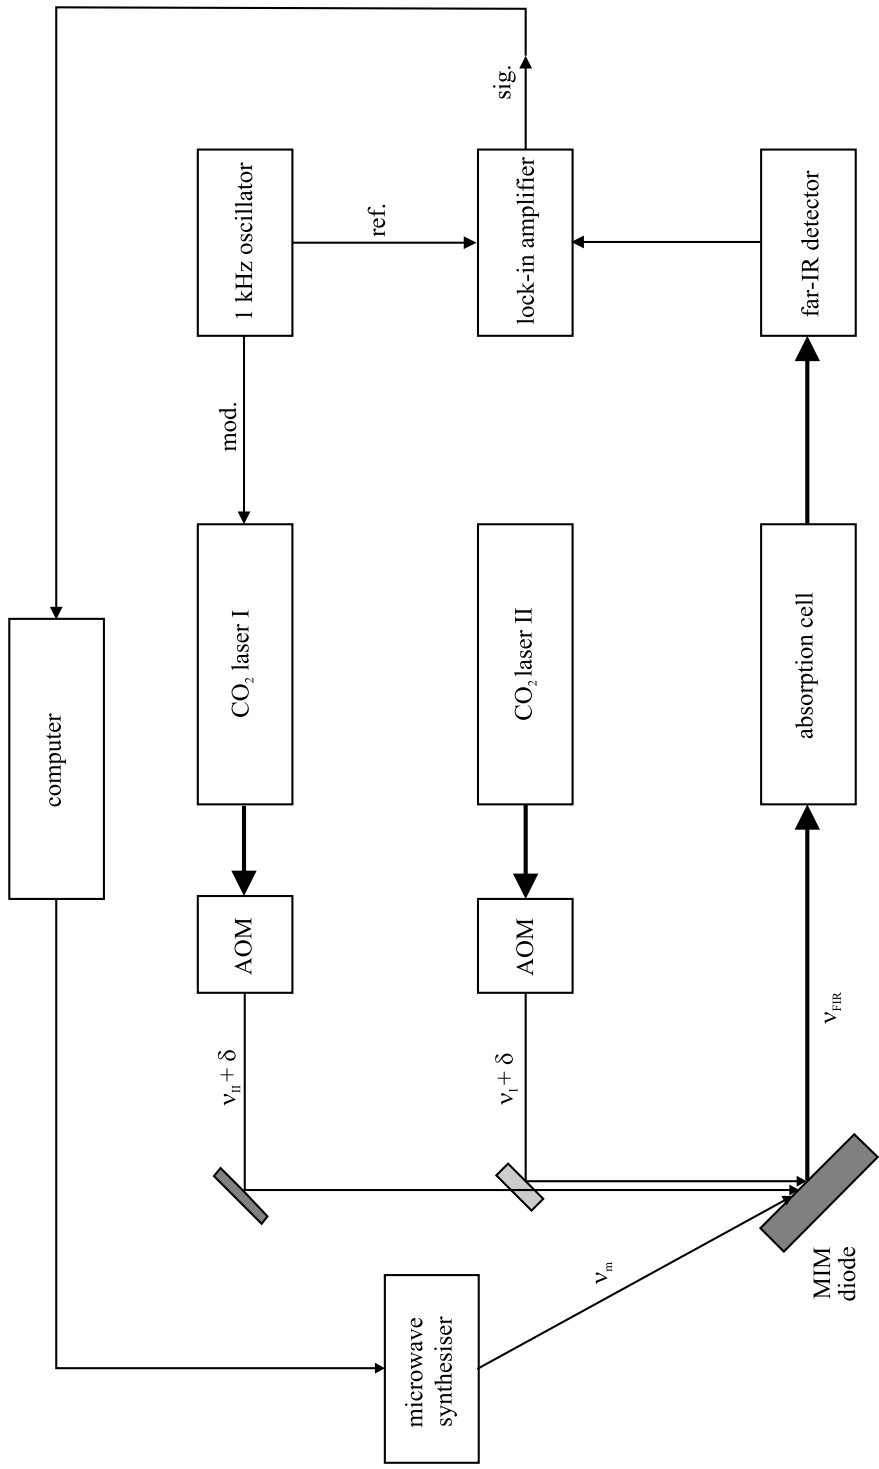 computer
1 kHz oscillator
mod.
CO₂ laser I
AOM
ν_II + δ
ref.
sig.
lock-in amplifier
CO₂ laser II
AOM
ν_I + δ
microwave
synthesiser
ν_m
far-IR detector
absorption cell
ν_FIR
MIM
diode